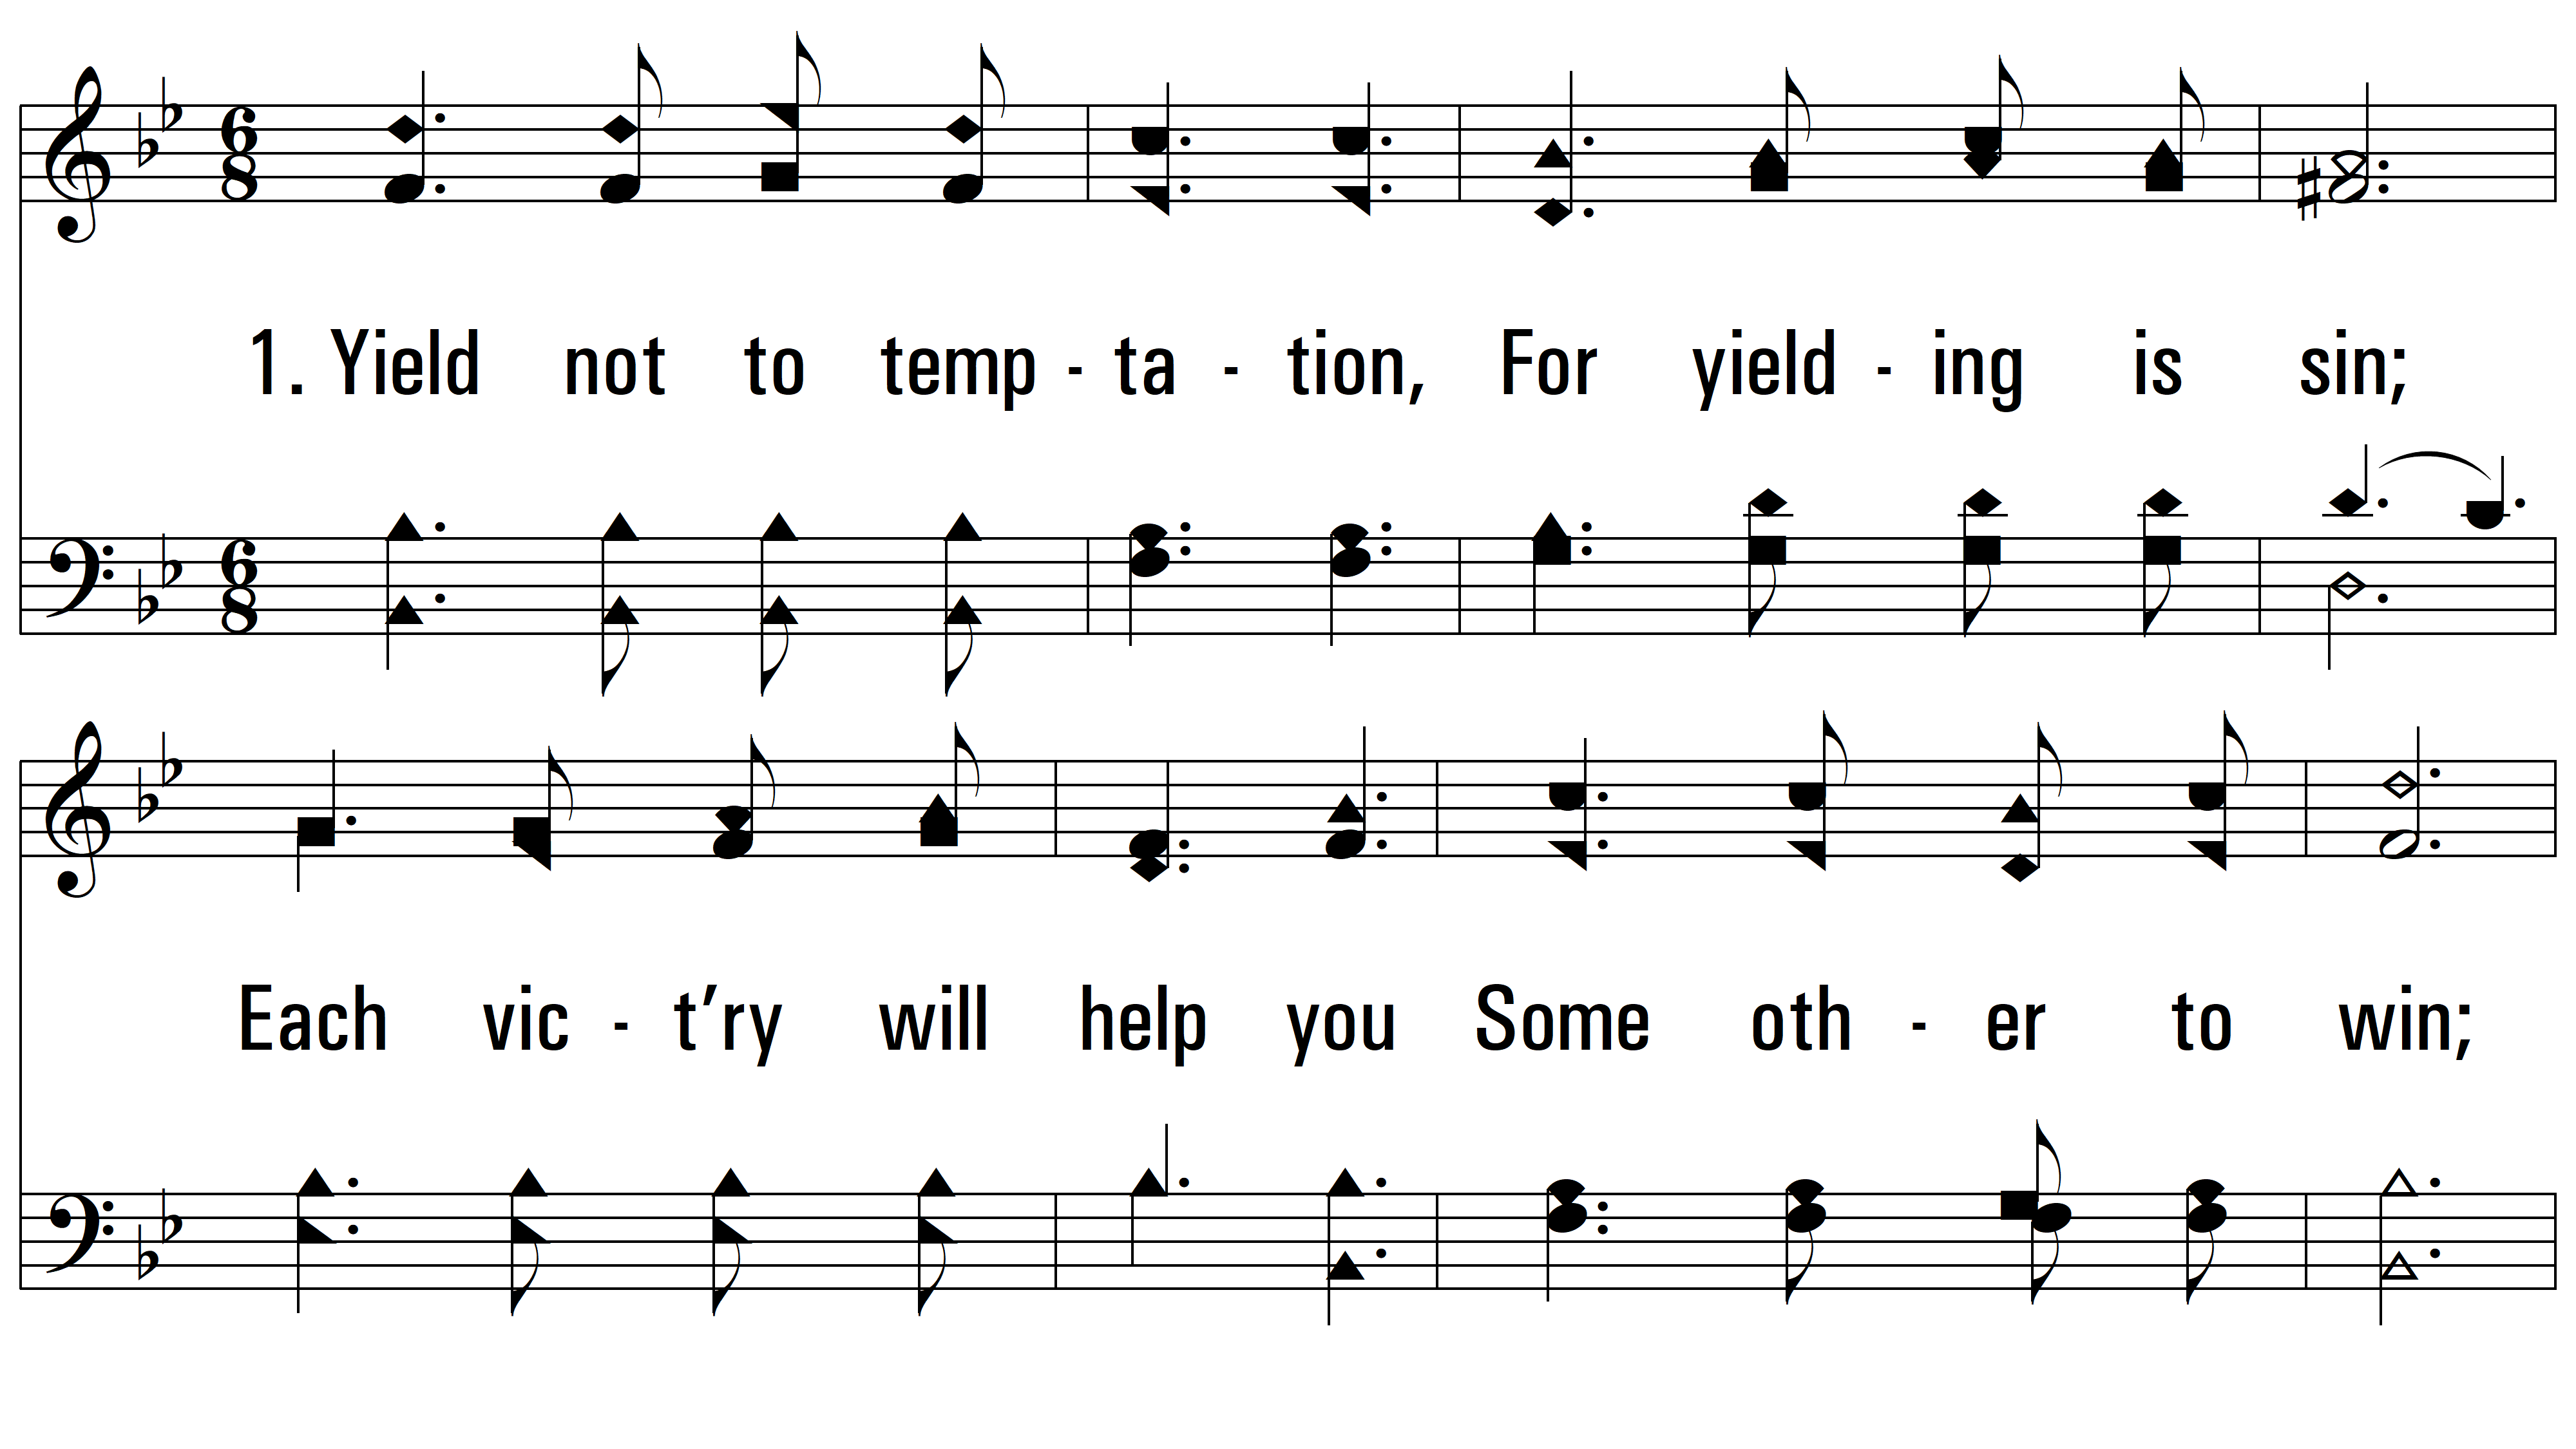 1. Yield not to temp - ta - tion, For yield - ing is sin;
Each vic - t’ry will help you Some oth - er to win;